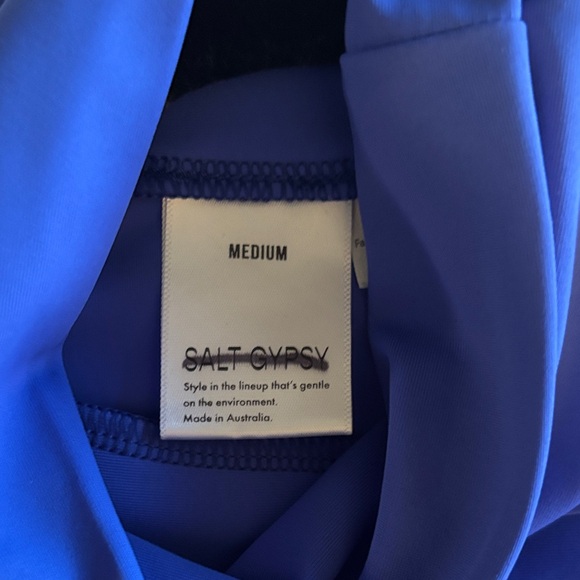 MEDIUM
SALT GYPSY
Style in the lineup that's gentle
on the environment.
Made in Australia.